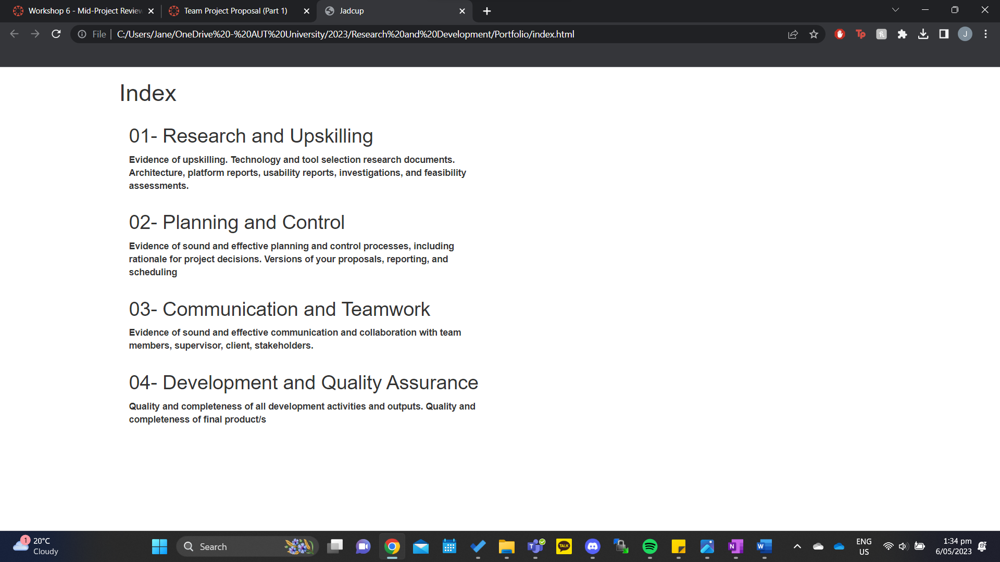 Workshop 6 - Mid-Project Review
Team Project Proposal (Part 1)
Jadcup
File
C:/Users/Jane/OneDrive%20-%20AUT%20University/2023/Research%20and%20Development/Portfolio/index.html
Tp
J
Index
01- Research and Upskilling
Evidence of upskilling. Technology and tool selection research documents.
Architecture, platform reports, usability reports, investigations, and feasibility
assessments.
02- Planning and Control
Evidence of sound and effective planning and control processes, including
rationale for project decisions. Versions of your proposals, reporting, and
scheduling
03- Communication and Teamwork
Evidence of sound and effective communication and collaboration with team
members, supervisor, client, stakeholders.
04- Development and Quality Assurance
Quality and completeness of all development activities and outputs. Quality and
completeness of final product/s
1
20°C
Cloudy
Search
T
TALK
N
W
ENG
US
1:34 pm
6/05/2023